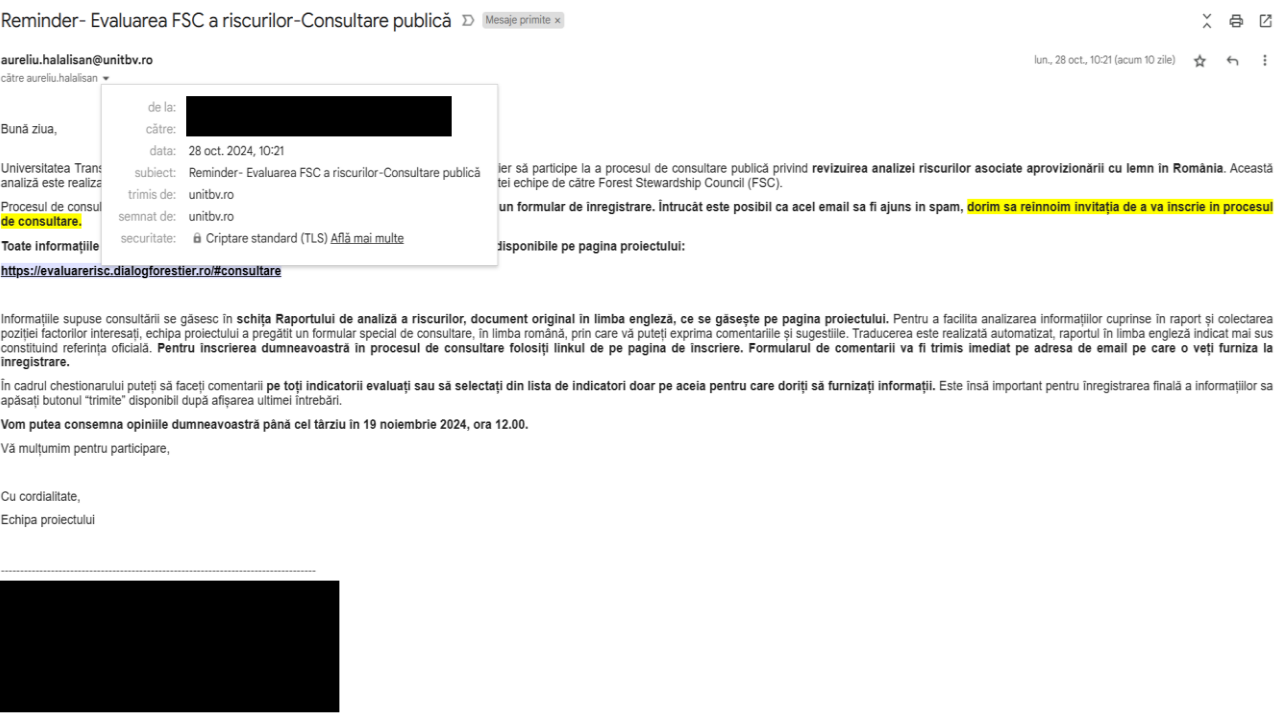 Reminder- Evaluarea FSC a riscurilor-Consultare publică Mesaje primite ×
aureliu.halalisan@unitbv.ro lun., 28 oct., 10:21 (acum 10 zile)
către aureliu.halalisan
de la:
către:
data: 28 oct. 2024, 10:21
subiect: Reminder- Evaluarea FSC a riscurilor-Consultare publică
trimis de: unitbv.ro
semnat de: unitbv.ro
securitate: Criptare standard (TLS) Află mai multe
Bună ziua,
Universitatea Trans ier să participe la a procesul de consultare publică privind revizuirea analizei riscurilor asociate aprovizionării cu lemn in România. Această
analiză este realiza tei echipe de către Forest Stewardship Council (FSC).
Procesul de consul un formular de inregistrare. Întrucât este posibil ca acel email sa fi ajuns in spam, dorim sa reinnoim invitația de a va înscrie in procesul
de consultare.
Toate informațiile disponibile pe pagina proiectului:
https://evaluarerisc.dialogforestier.ro/#consultare
Informațiile supuse consultării se găsesc în schița Raportului de analiză a riscurilor, document original in limba engleză, ce se găsește pe pagina proiectului. Pentru a facilita analizarea informațiilor cuprinse în raport și colectarea
poziției factorilor interesați, echipa proiectului a pregătit un formular special de consultare, în limba română, prin care vă puteți exprima comentariile și sugestiile. Traducerea este realizată automatizat, raportul în limba engleză indicat mai sus
constituind referința oficială. Pentru înscrierea dumneavoastră în procesul de consultare folosiți linkul de pe pagina de înscriere. Formularul de comentarii va fi trimis imediat pe adresa de email pe care o veți furniza la
înregistrare.
În cadrul chestionarului puteți să faceți comentarii pe toți indicatorii evaluați sau să selectați din lista de indicatori doar pe aceia pentru care doriți să furnizați informații. Este însă important pentru înregistrarea finală a informațiilor sa
apăsați butonul “trimite” disponibil după afișarea ultimei întrebări.
Vom putea consemna opiniile dumneavoastră până cel târziu în 19 noiembrie 2024, ora 12.00.
Vă mulțumim pentru participare,
Cu cordialitate,
Echipa proiectului